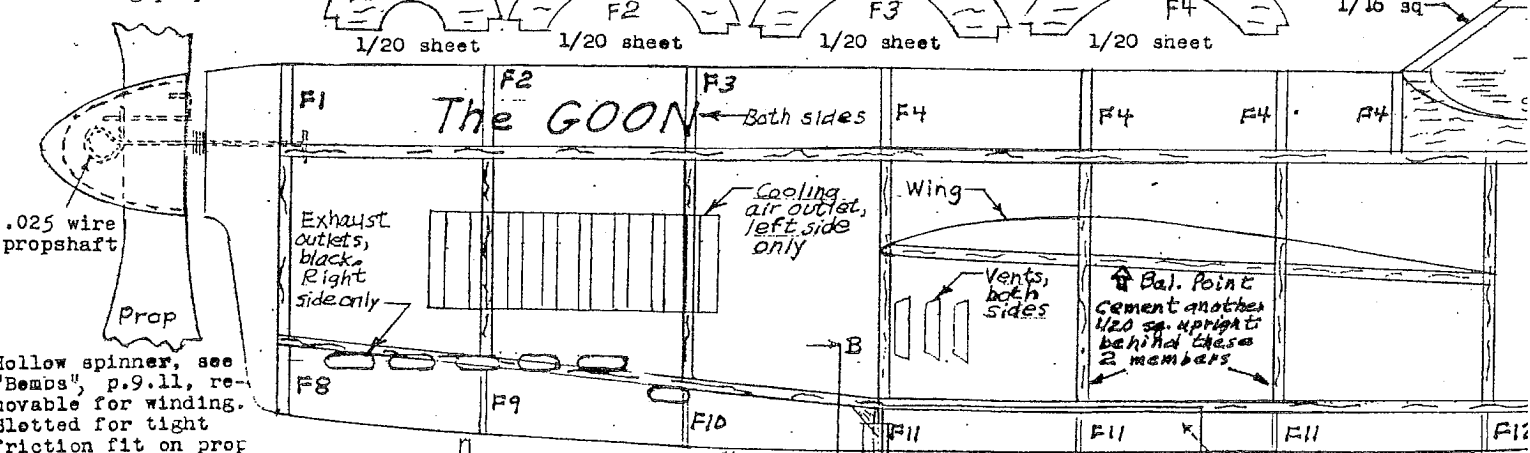 F2
F3
F4
1/16 sq
1/20 sheet
1/20 sheet
1/20 sheet
1/20 sheet
F1
F2
F3
The GOON
Both sides
F4
F4
F4
F4
.025 wire
propshaft
Prop
Exhaust
outlets,
black.
Right
side only
Cooling
air outlet,
left side
only
Wing
Vents,
both
sides
Bal. Point
cement another
1/20 sq. upright
behind these
2 members
B
Hollow spinner, see
"Bembs", p.9.11, re-
movable for winding.
Slotted for tight
friction fit on prop
F8
F9
F10
F11
F11
F11
F12